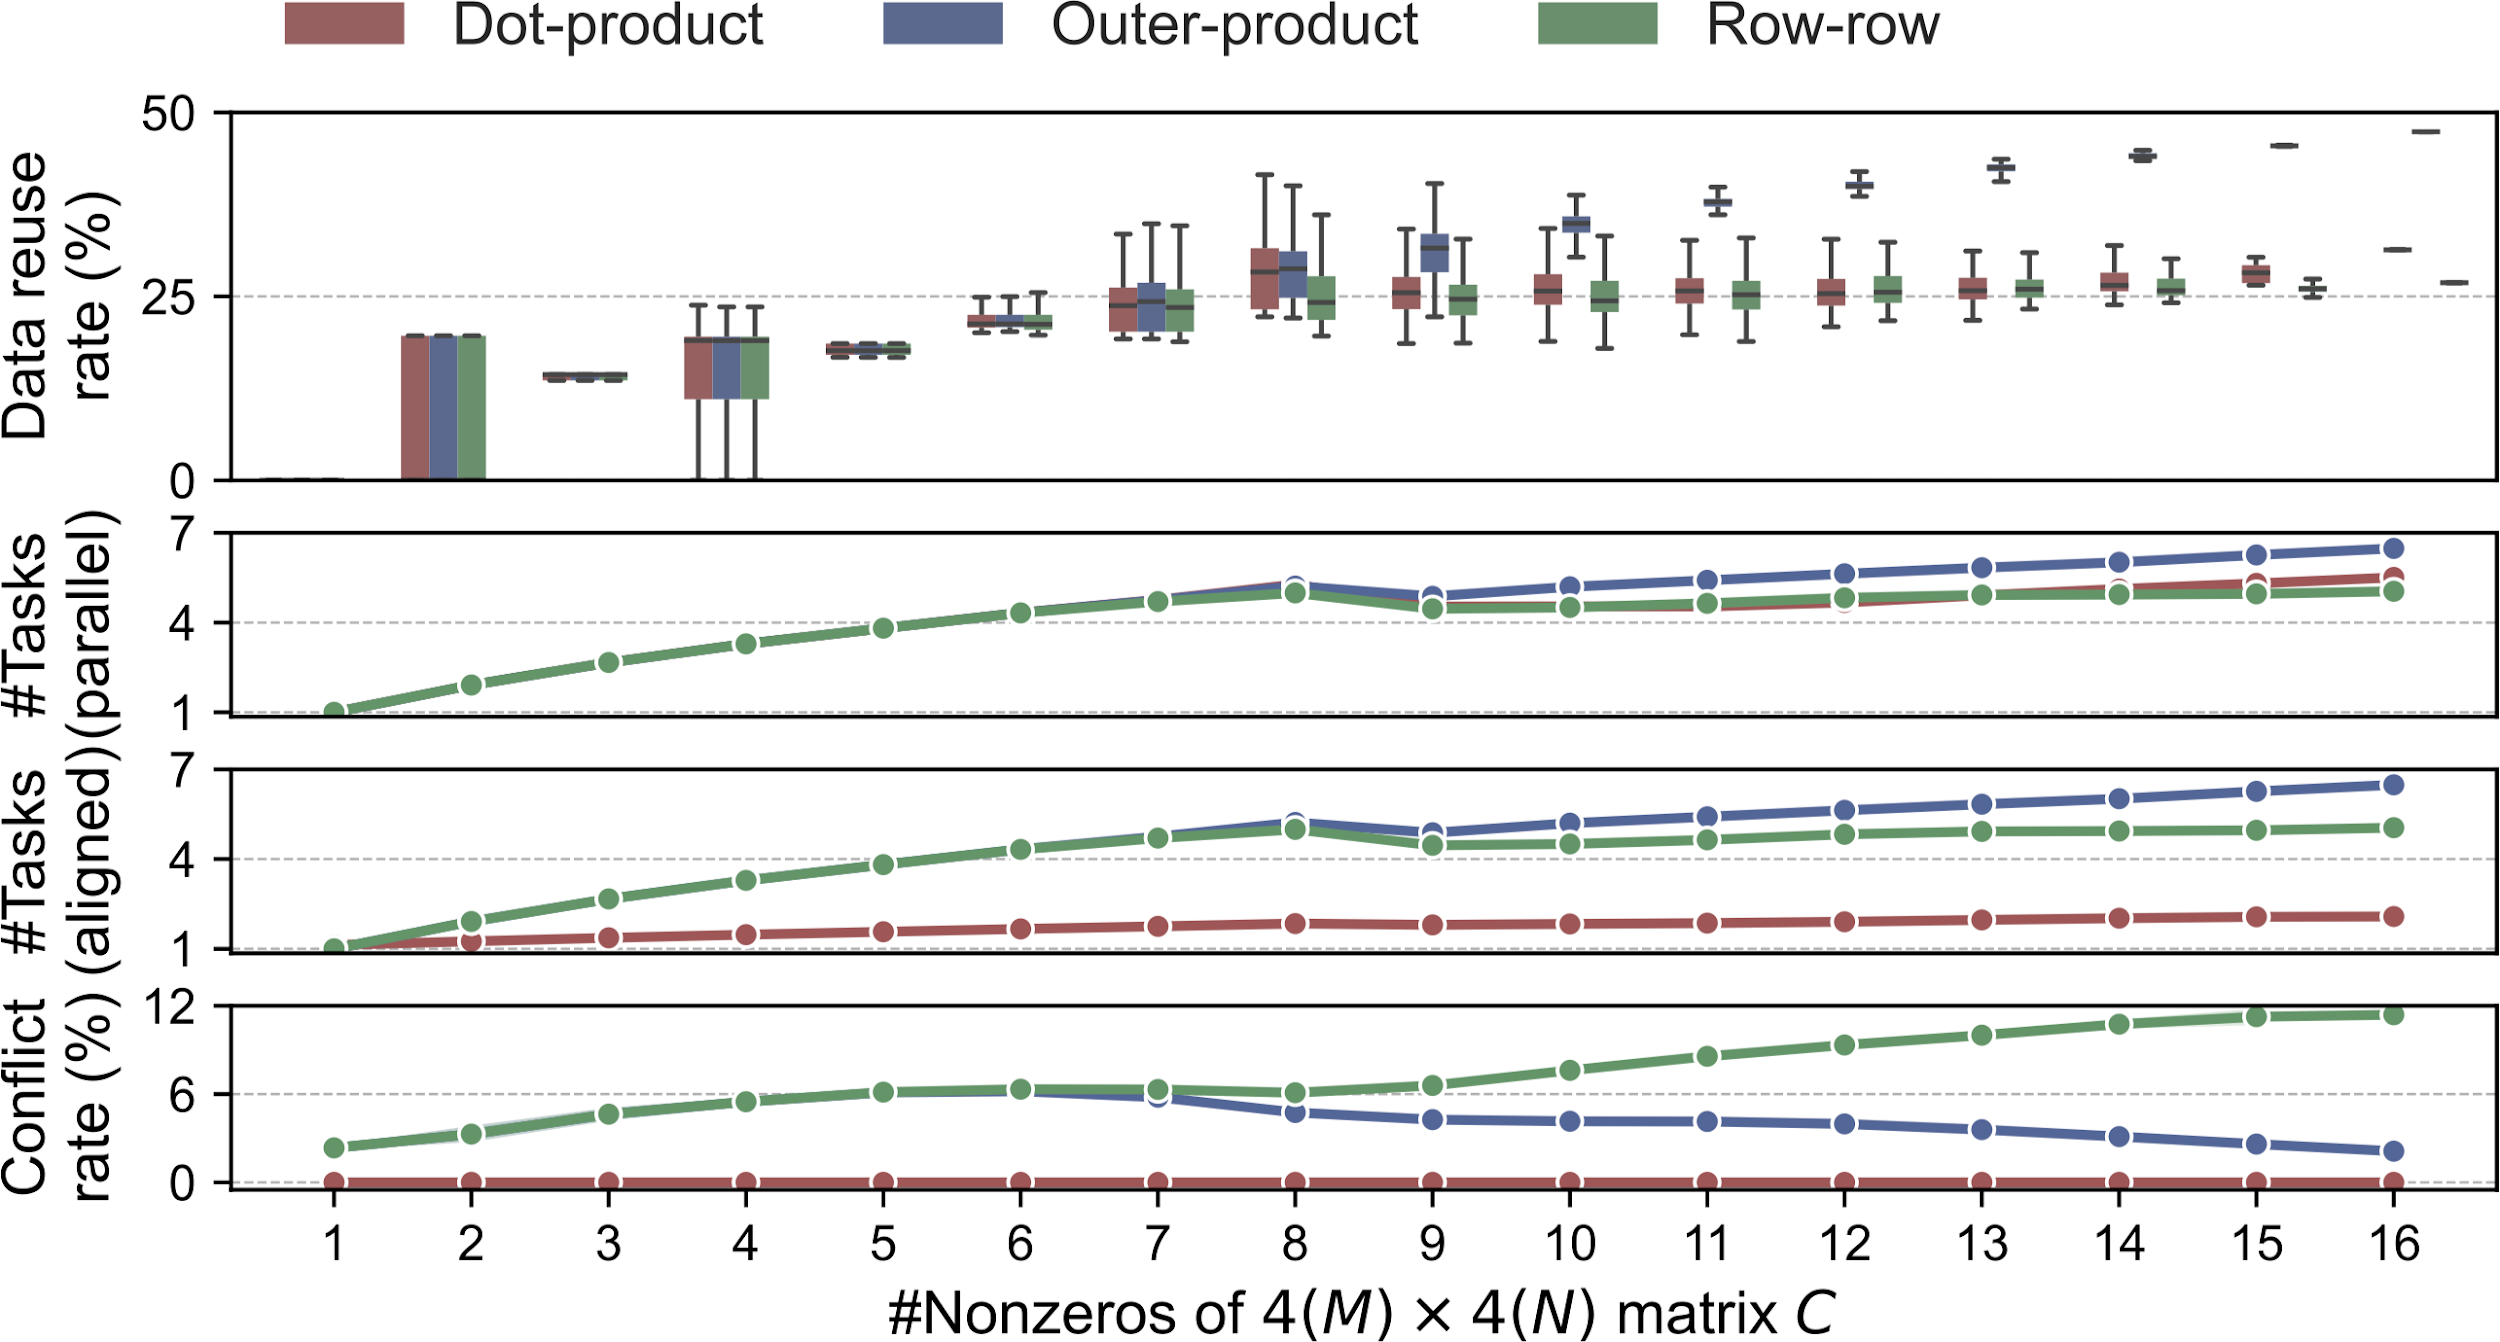 Dot-product Outer-product Row-row
Data reuse
rate (%)
50
25
0
#Tasks
(parallel)
7
4
1
#Tasks
(aligned)
7
4
1
Conflict
rate (%)
12
6
0
1 2 3 4 5 6 7 8 9 10 11 12 13 14 15 16
#Nonzeros of 4(M) × 4(N) matrix C